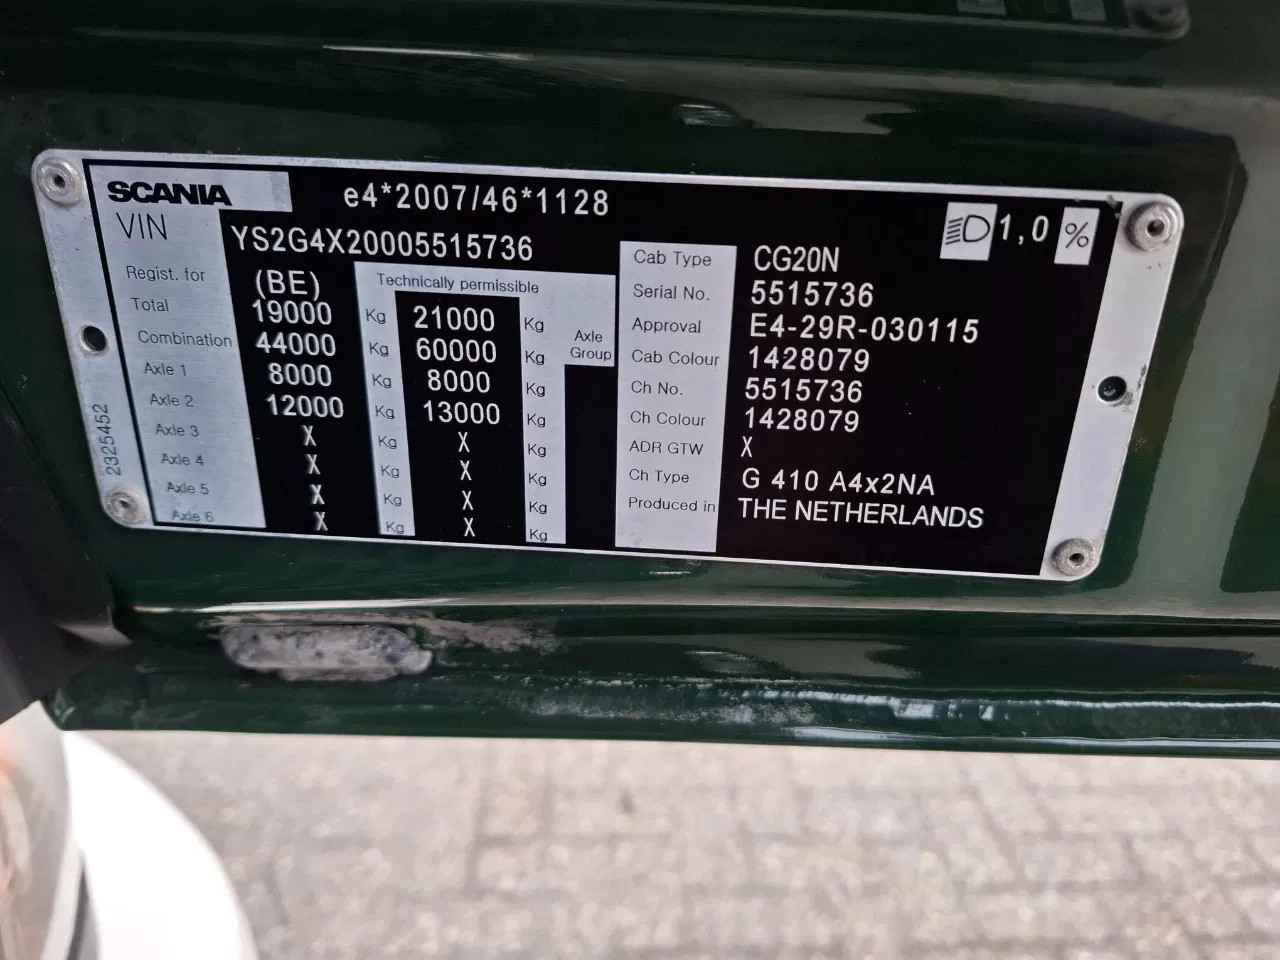 SCANIA e4*2007/46*1128 1,0 %
VIN YS2G4X20005515736
Regist. for (BE) Technically permissible
Total 19000 Kg 21000 Kg Axle Group
Combination 44000 Kg 60000 Kg
Axle 1 8000 Kg 8000 Kg
Axle 2 12000 Kg 13000 Kg
Axle 3 X Kg X Kg
Axle 4 X Kg X Kg
Axle 5 X Kg X Kg
Axle 6 X Kg X Kg
Cab Type CG20N
Serial No. 5515736
Approval E4-29R-030115
Cab Colour 1428079
Ch No. 5515736
Ch Colour 1428079
ADR GTW X
Ch Type G 410 A4x2NA
Produced in THE NETHERLANDS
2325452